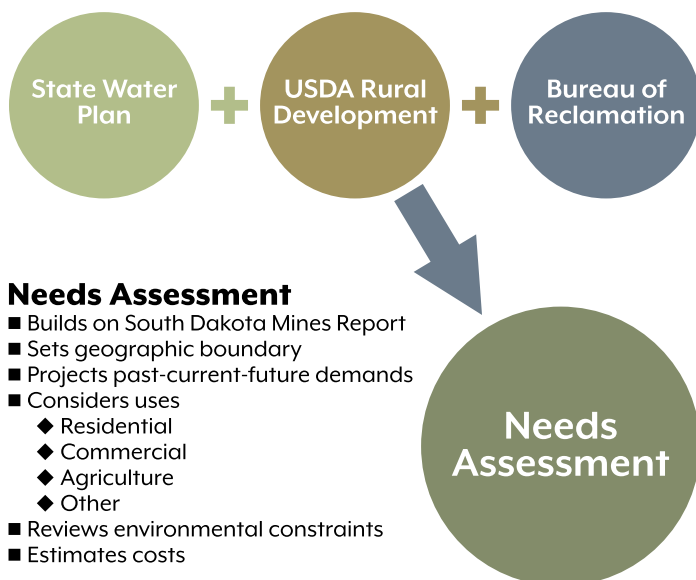 State Water
Plan
USDA Rural
Development
Bureau of
Reclamation
Needs Assessment
■ Builds on South Dakota Mines Report
■ Sets geographic boundary
■ Projects past-current-future demands
■ Considers uses
◆ Residential
◆ Commercial
◆ Agriculture
◆ Other
■ Reviews environmental constraints
■ Estimates costs
Needs
Assessment